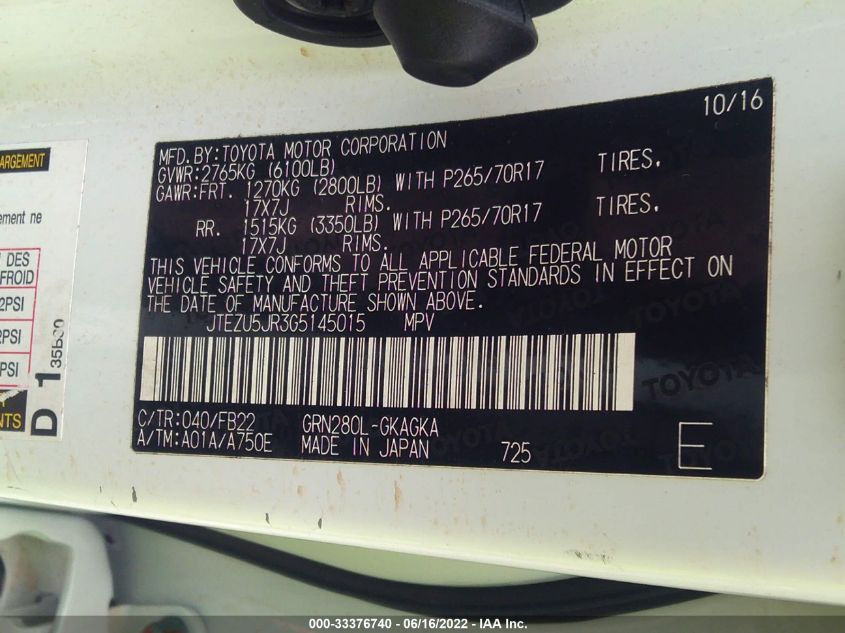 10/16
MFD. BY: TOYOTA MOTOR CORPORATION
GVWR: 2765KG (6100LB)
GAWR: FRT. 1270KG (2800LB) WITH P265/70R17 TIRES,
17X7J RIMS.
RR. 1515KG (3350LB) WITH P265/70R17 TIRES,
17X7J RIMS.
THIS VEHICLE CONFORMS TO ALL APPLICABLE FEDERAL MOTOR
VEHICLE SAFETY AND THEFT PREVENTION STANDARDS IN EFFECT ON
THE DATE OF MANUFACTURE SHOWN ABOVE.
JTEZU5JR3G5145015 MPV
C/TR: 040/FB22 GRN280L-GKAGKA
A/TM: A01A/A750E MADE IN JAPAN 725
E
TOYOTA
ARGEMENT
ement ne
DES
FROID
2PSI
2PSI
PSI
NTS
D 1
000-33376740 - 06/16/2022 - IAA Inc.